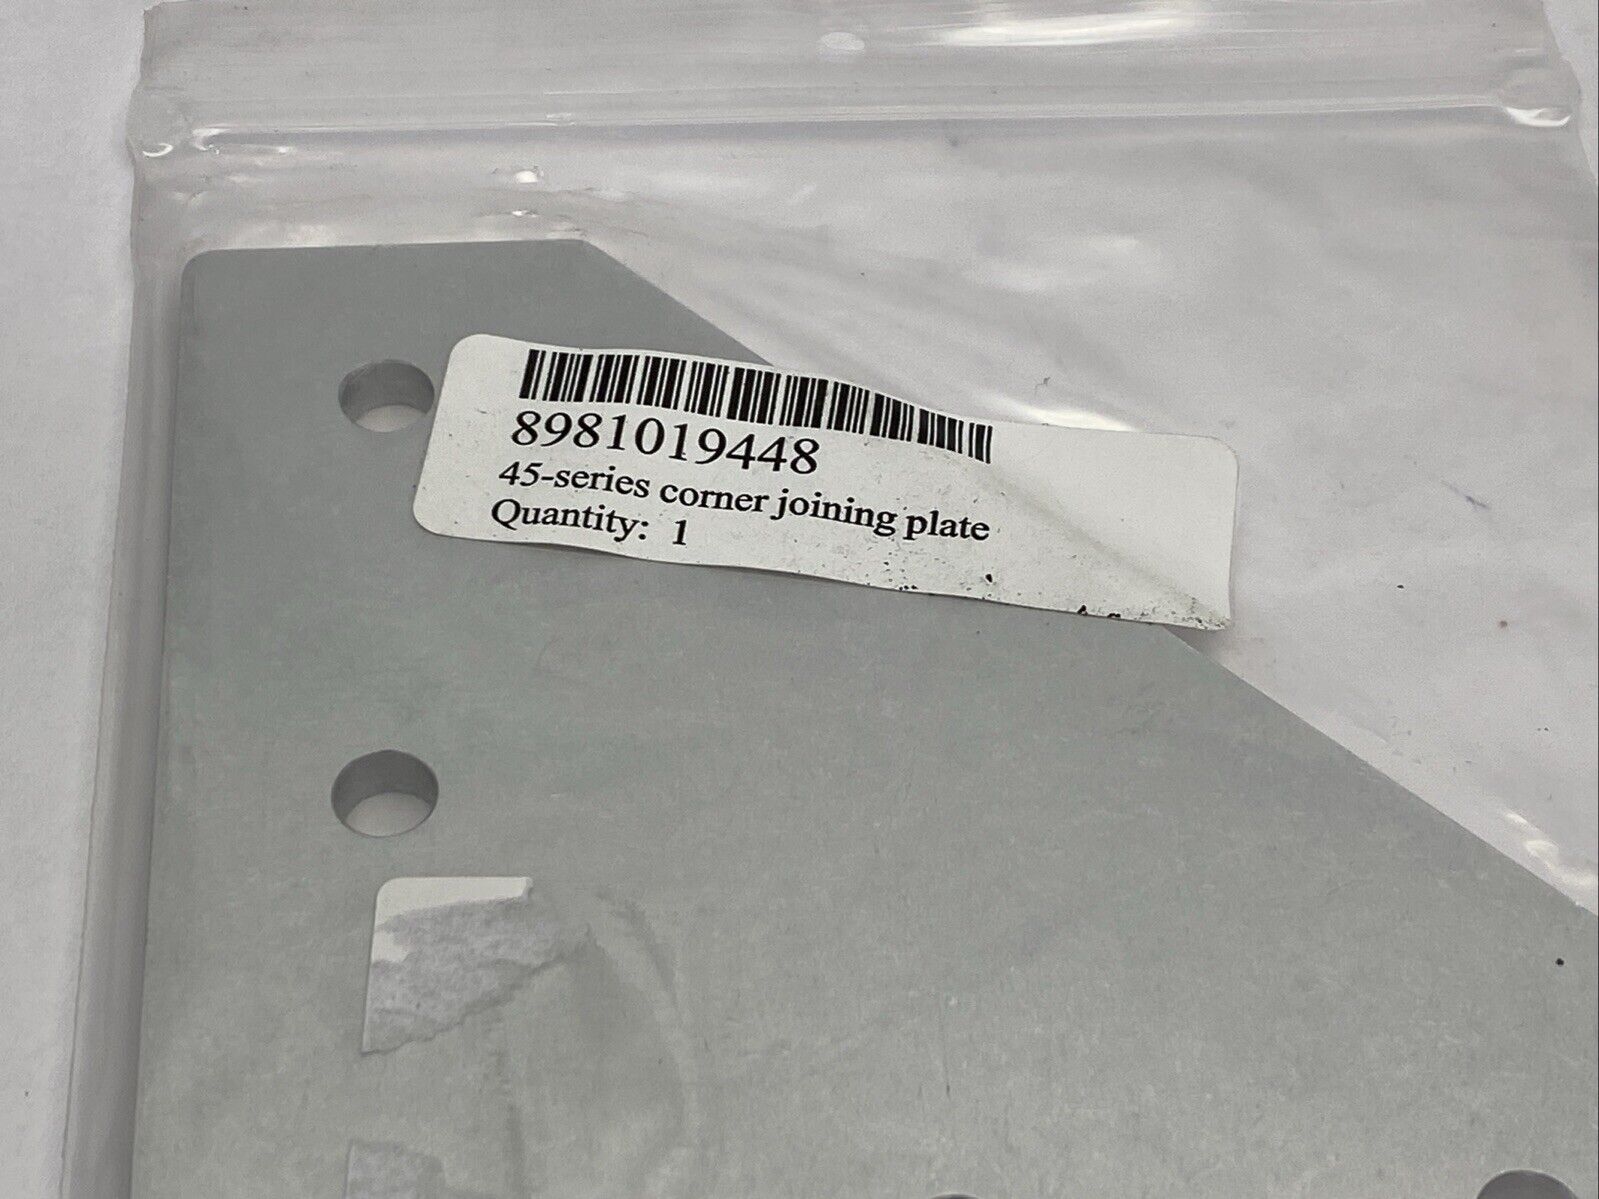 8981019448
45-series corner joining plate
Quantity: 1